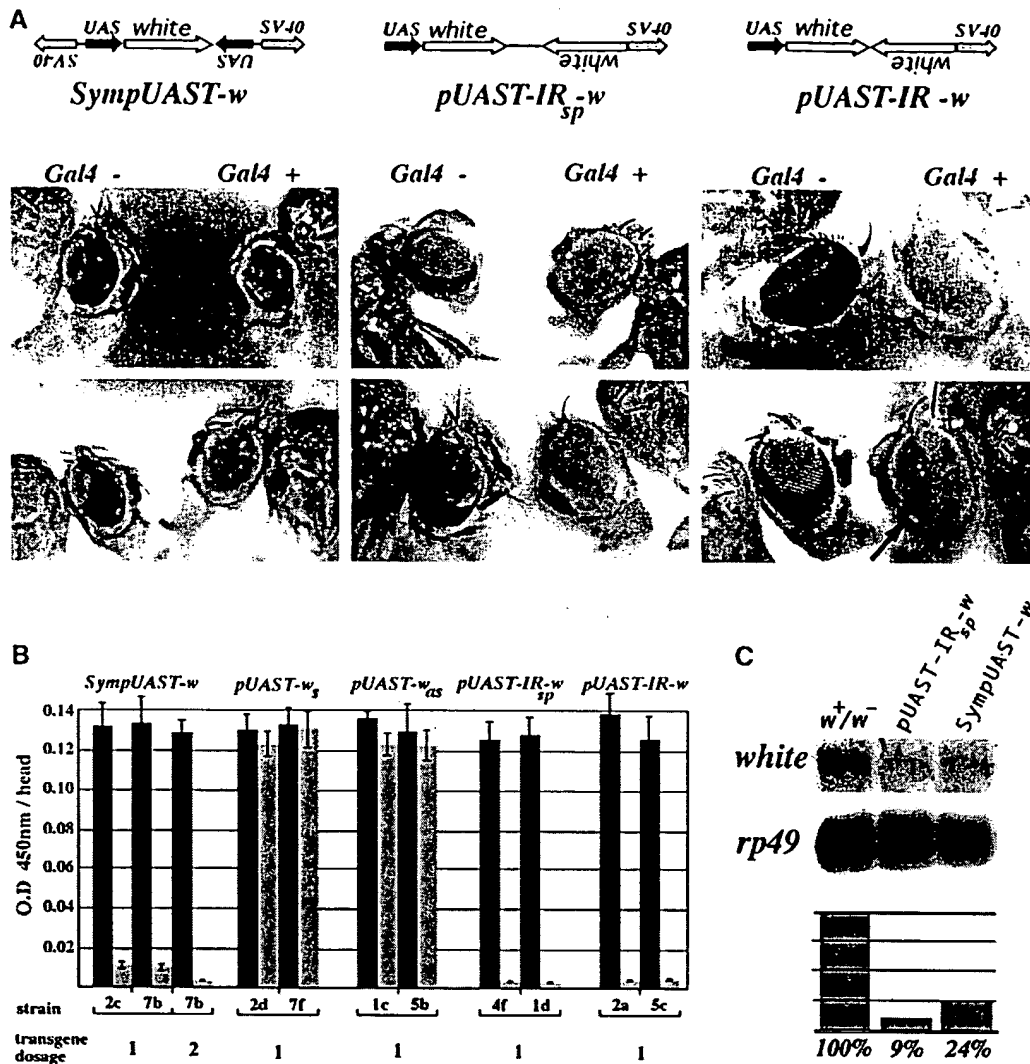 A
UAS white SV40
SV40 UAS
SympUAST-w
UAS white SV40
white
pUAST-IRsp-w
UAS white SV40
white
pUAST-IR -w
Gal4 - Gal4 + Gal4 - Gal4 + Gal4 - Gal4 +
B
SympUAST-w pUAST-ws pUAST-was pUAST-IRsp-w pUAST-IR-w
O.D 450nm / head
0.14
0.12
0.10
0.08
0.06
0.04
0.02
strain 2c 7b 7b 2d 7f 1c 5b 4f 1d 2a 5c
transgene
dosage 1 2 1 1 1 1
C
w+/w- pUAST-IRsp-w SympUAST-w
white
rp49
100% 9% 24%